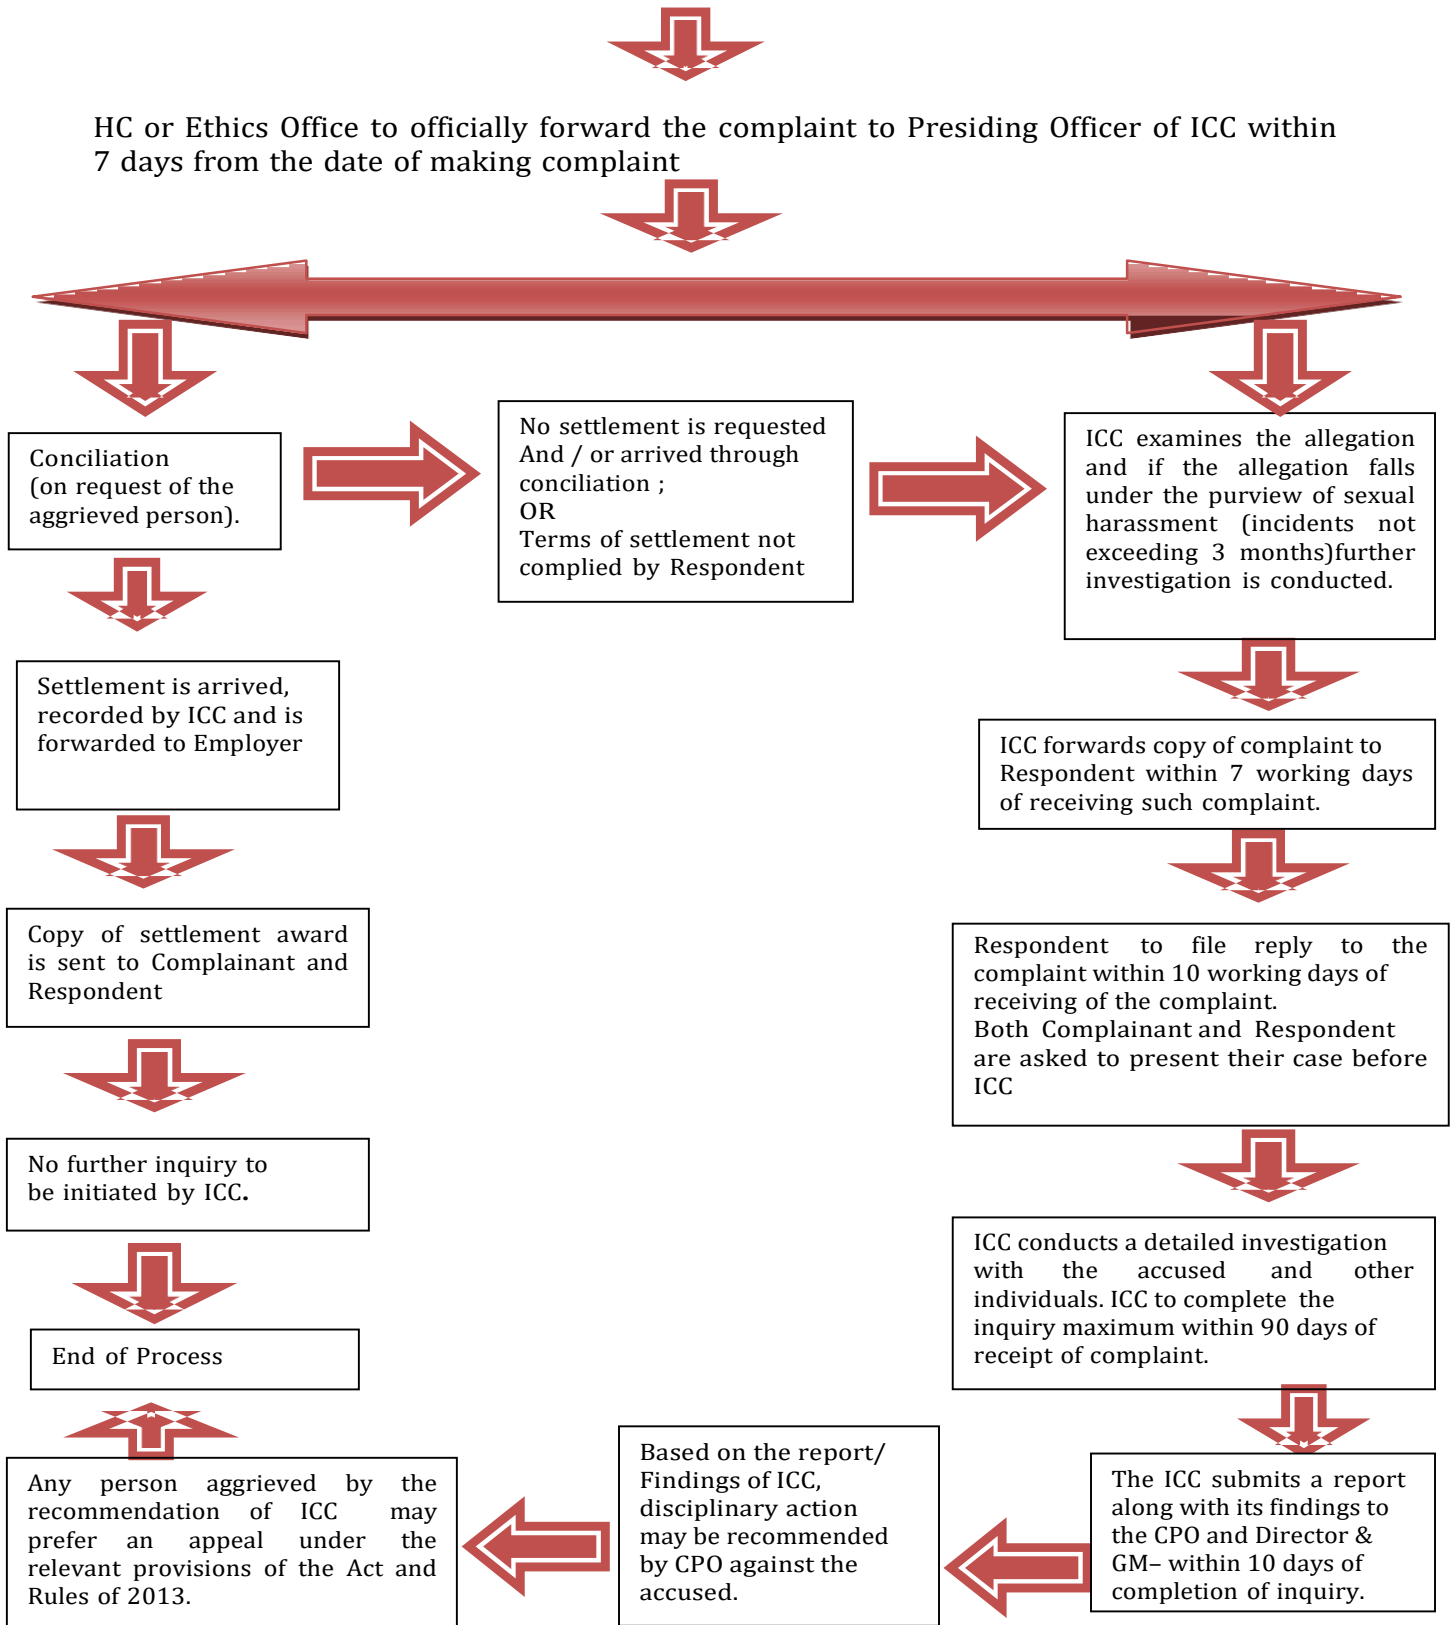 HC or Ethics Office to officially forward the complaint to Presiding Officer of ICC within
7 days from the date of making complaint
Conciliation
(on request of the
aggrieved person).
No settlement is requested
And / or arrived through
conciliation ;
OR
Terms of settlement not
complied by Respondent
ICC examines the allegation
and if the allegation falls
under the purview of sexual
harassment (incidents not
exceeding 3 months)further
investigation is conducted.
Settlement is arrived,
recorded by ICC and is
forwarded to Employer
ICC forwards copy of complaint to
Respondent within 7 working days
of receiving such complaint.
Copy of settlement award
is sent to Complainant and
Respondent
Respondent to file reply to the
complaint within 10 working days of
receiving of the complaint.
Both Complainant and Respondent
are asked to present their case before
ICC
No further inquiry to
be initiated by ICC.
ICC conducts a detailed investigation
with the accused and other
individuals. ICC to complete the
inquiry maximum within 90 days of
receipt of complaint.
End of Process
Any person aggrieved by the
recommendation of ICC may
prefer an appeal under the
relevant provisions of the Act and
Rules of 2013.
Based on the report/
Findings of ICC,
disciplinary action
may be recommended
by CPO against the
accused.
The ICC submits a report
along with its findings to
the CPO and Director &
GM– within 10 days of
completion of inquiry.